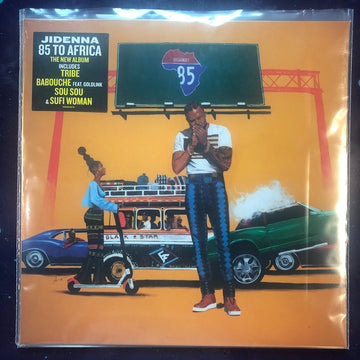 JIDENNA
85 TO AFRICA
THE NEW ALBUM
INCLUDES
TRIBE
BABOUCHE FEAT. GOLDLINK
SOU SOU
& SUFI WOMAN
85
BLACK ★ STAR